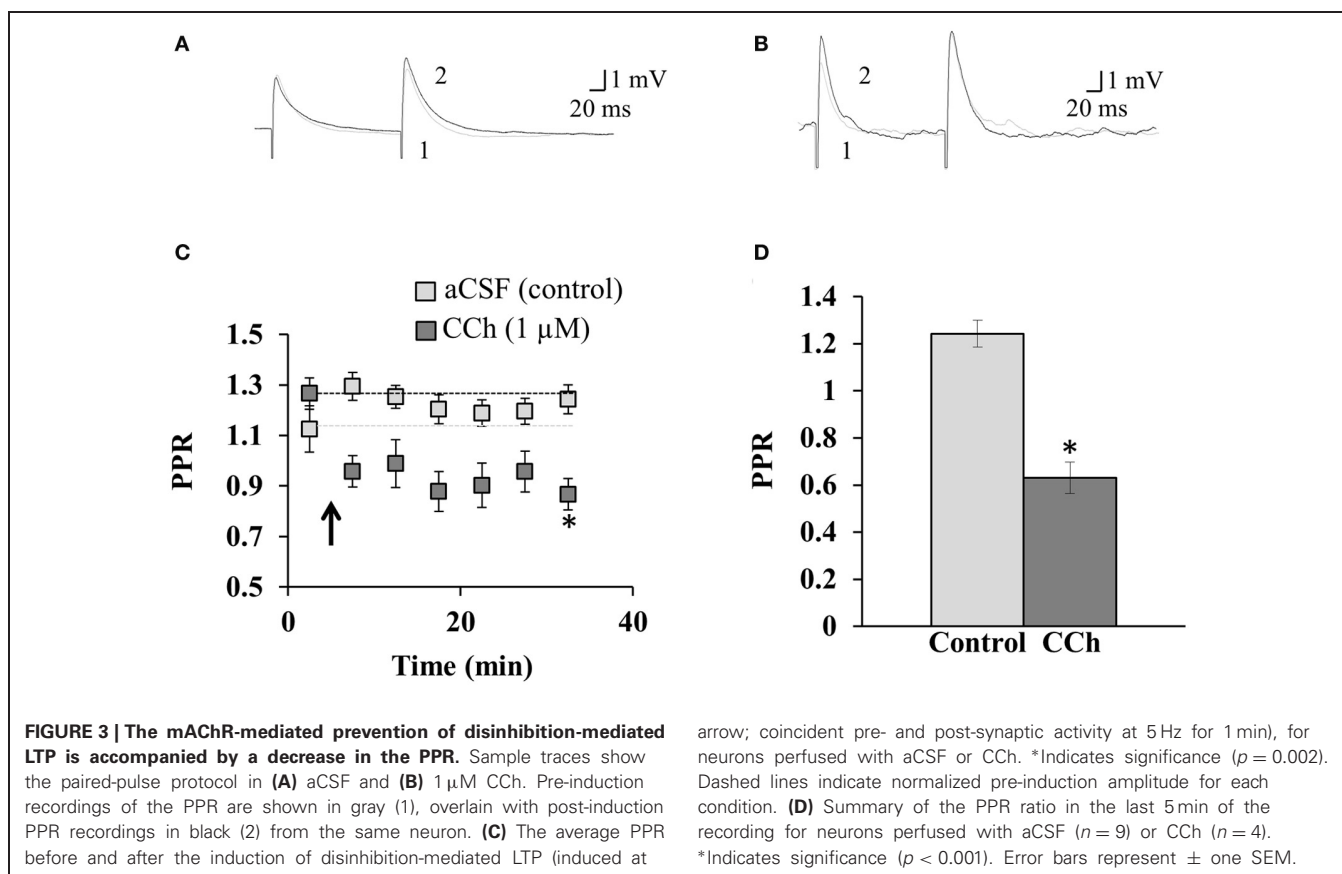 A
2
1 mV
20 ms
1
B
2
1 mV
20 ms
1
C
aCSF (control)
CCh (1 µM)
1.5
1.3
1.1
0.9
0.7
0.5
PPR
*
0
20
40
Time (min)
D
1.4
1.2
1
0.8
0.6
0.4
0.2
0
PPR
*
Control CCh
FIGURE 3 | The mAChR-mediated prevention of disinhibition-mediated
LTP is accompanied by a decrease in the PPR. Sample traces show
the paired-pulse protocol in (A) aCSF and (B) 1 µM CCh. Pre-induction
recordings of the PPR are shown in gray (1), overlain with post-induction
PPR recordings in black (2) from the same neuron. (C) The average PPR
before and after the induction of disinhibition-mediated LTP (induced at
arrow; coincident pre- and post-synaptic activity at 5 Hz for 1 min), for
neurons perfused with aCSF or CCh. *Indicates significance (p = 0.002).
Dashed lines indicate normalized pre-induction amplitude for each
condition. (D) Summary of the PPR ratio in the last 5 min of the
recording for neurons perfused with aCSF (n = 9) or CCh (n = 4).
*Indicates significance (p < 0.001). Error bars represent ± one SEM.